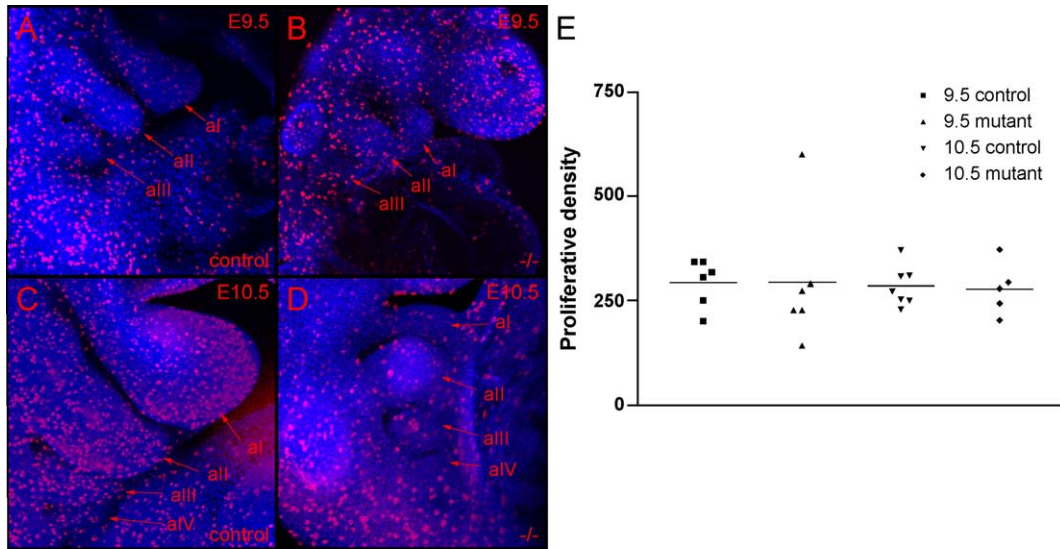 A
E9.5
aI
aII
aIII
control
B
E9.5
aI
aII
aIII
-/-
C
E10.5
aI
aII
aIII
aIV
control
D
E10.5
aI
aII
aIII
aIV
-/-
E
Proliferative density
750
500
250
0
9.5 control
9.5 mutant
10.5 control
10.5 mutant